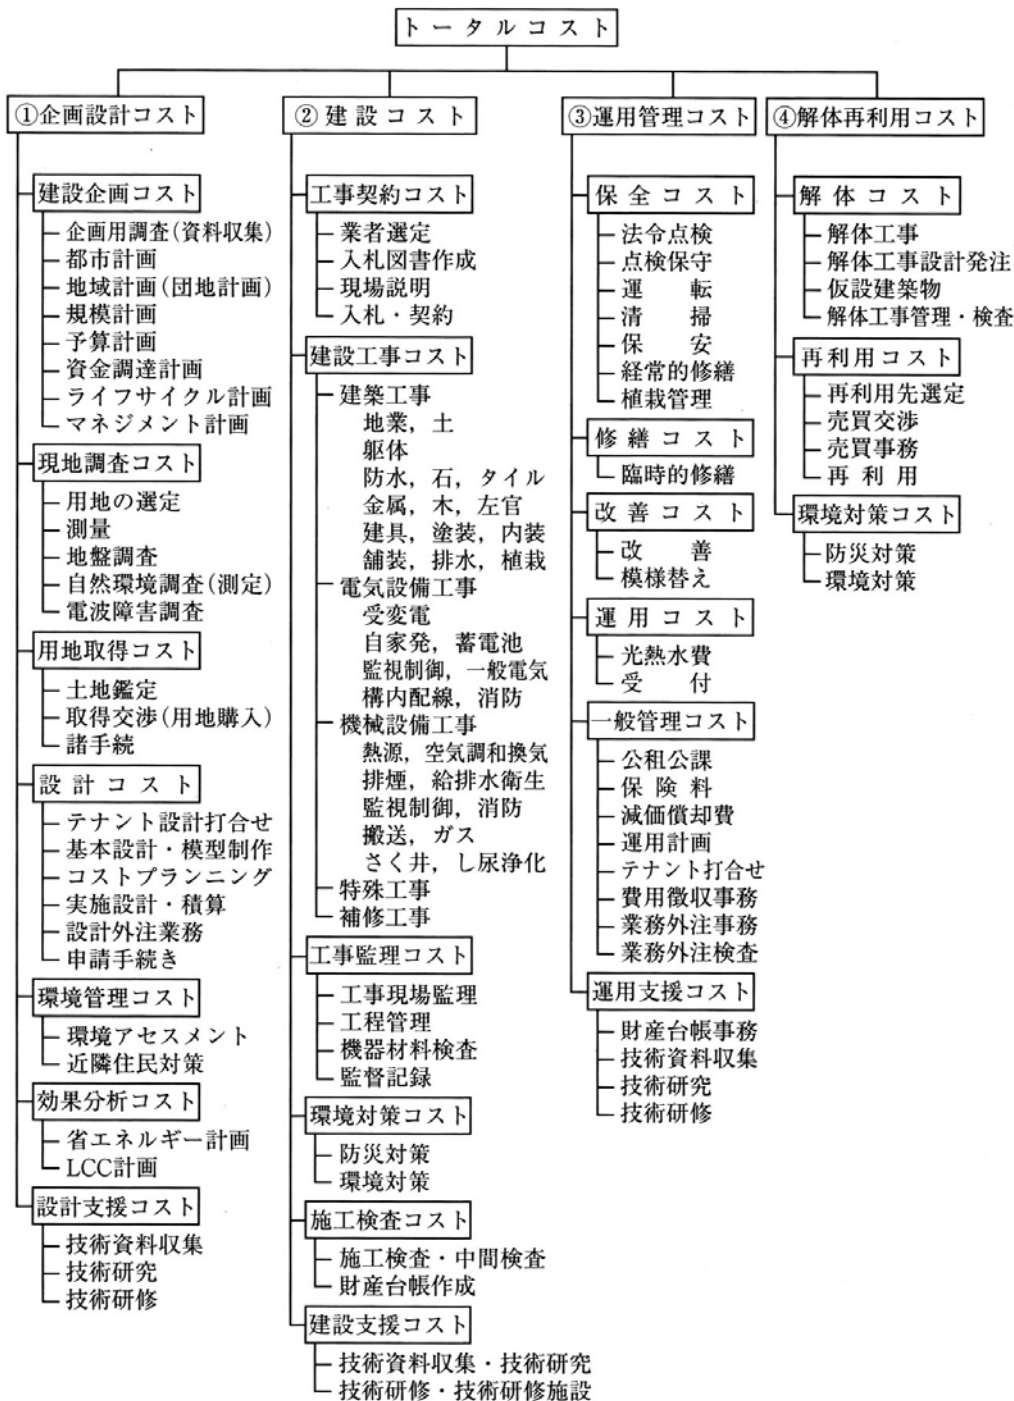 トータルコスト
①企画設計コスト
建設企画コスト
企画用調査(資料収集)
都市計画
地域計画(団地計画)
規模計画
予算計画
資金調達計画
ライフサイクル計画
マネジメント計画
現地調査コスト
用地の選定
測量
地盤調査
自然環境調査(測定)
電波障害調査
用地取得コスト
土地鑑定
取得交渉(用地購入)
諸手続
設計コスト
テナント設計打合せ
基本設計・模型制作
コストプランニング
実施設計・積算
設計外注業務
申請手続き
環境管理コスト
環境アセスメント
近隣住民対策
効果分析コスト
省エネルギー計画
LCC計画
設計支援コスト
技術資料収集
技術研究
技術研修
②建設コスト
工事契約コスト
業者選定
入札図書作成
現場説明
入札・契約
建設工事コスト
建築工事
地業，土
躯体
防水，石，タイル
金属，木，左官
建具，塗装，内装
舗装，排水，植栽
電気設備工事
受変電
自家発，蓄電池
監視制御，一般電気
構内配線，消防
機械設備工事
熱源，空気調和換気
排煙，給排水衛生
監視制御，消防
搬送，ガス
さく井，し尿浄化
特殊工事
補修工事
工事監理コスト
工事現場監理
工程管理
機器材料検査
監督記録
環境対策コスト
防災対策
環境対策
施工検査コスト
施工検査・中間検査
財産台帳作成
建設支援コスト
技術資料収集・技術研究
技術研修・技術研修施設
③運用管理コスト
保全コスト
法令点検
点検保守
運転
清掃
保安
経常的修繕
植栽管理
修繕コスト
臨時的修繕
改善コスト
改善
模様替え
運用コスト
光熱水費
受付
一般管理コスト
公租公課
保険料
減価償却費
運用計画
テナント打合せ
費用徴収事務
業務外注事務
業務外注検査
運用支援コスト
財産台帳事務
技術資料収集
技術研究
技術研修
④解体再利用コスト
解体コスト
解体工事
解体工事設計発注
仮設建築物
解体工事管理・検査
再利用コスト
再利用先選定
売買交渉
売買事務
再利用
環境対策コスト
防災対策
環境対策